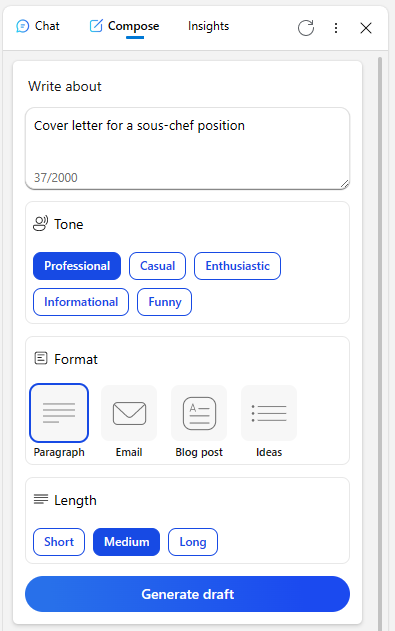 Chat Compose Insights
Write about
Cover letter for a sous-chef position
37/2000
Tone
Professional Casual Enthusiastic
Informational Funny
Format
Paragraph Email Blog post Ideas
Length
Short Medium Long
Generate draft